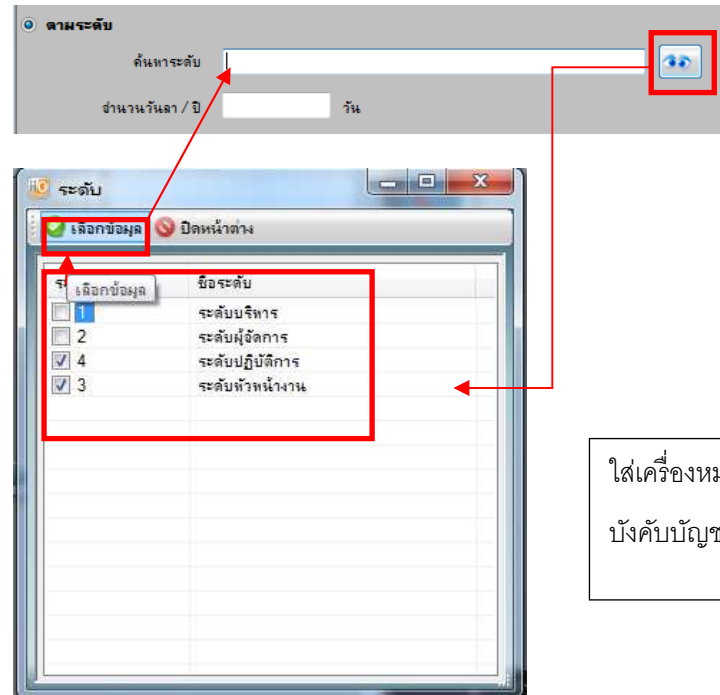 ตามระดับ
ค้นหาระดับ
จำนวนวันลา / ปี วัน
ระดับ
เลือกข้อมูล ปิดหน้าต่าง
ชื่อระดับ
เลือกข้อมูล
1 ระดับบริหาร
2 ระดับผู้จัดการ
4 ระดับปฏิบัติการ
3 ระดับหัวหน้างาน
ใส่เครื่องหม
บังคับบัญช